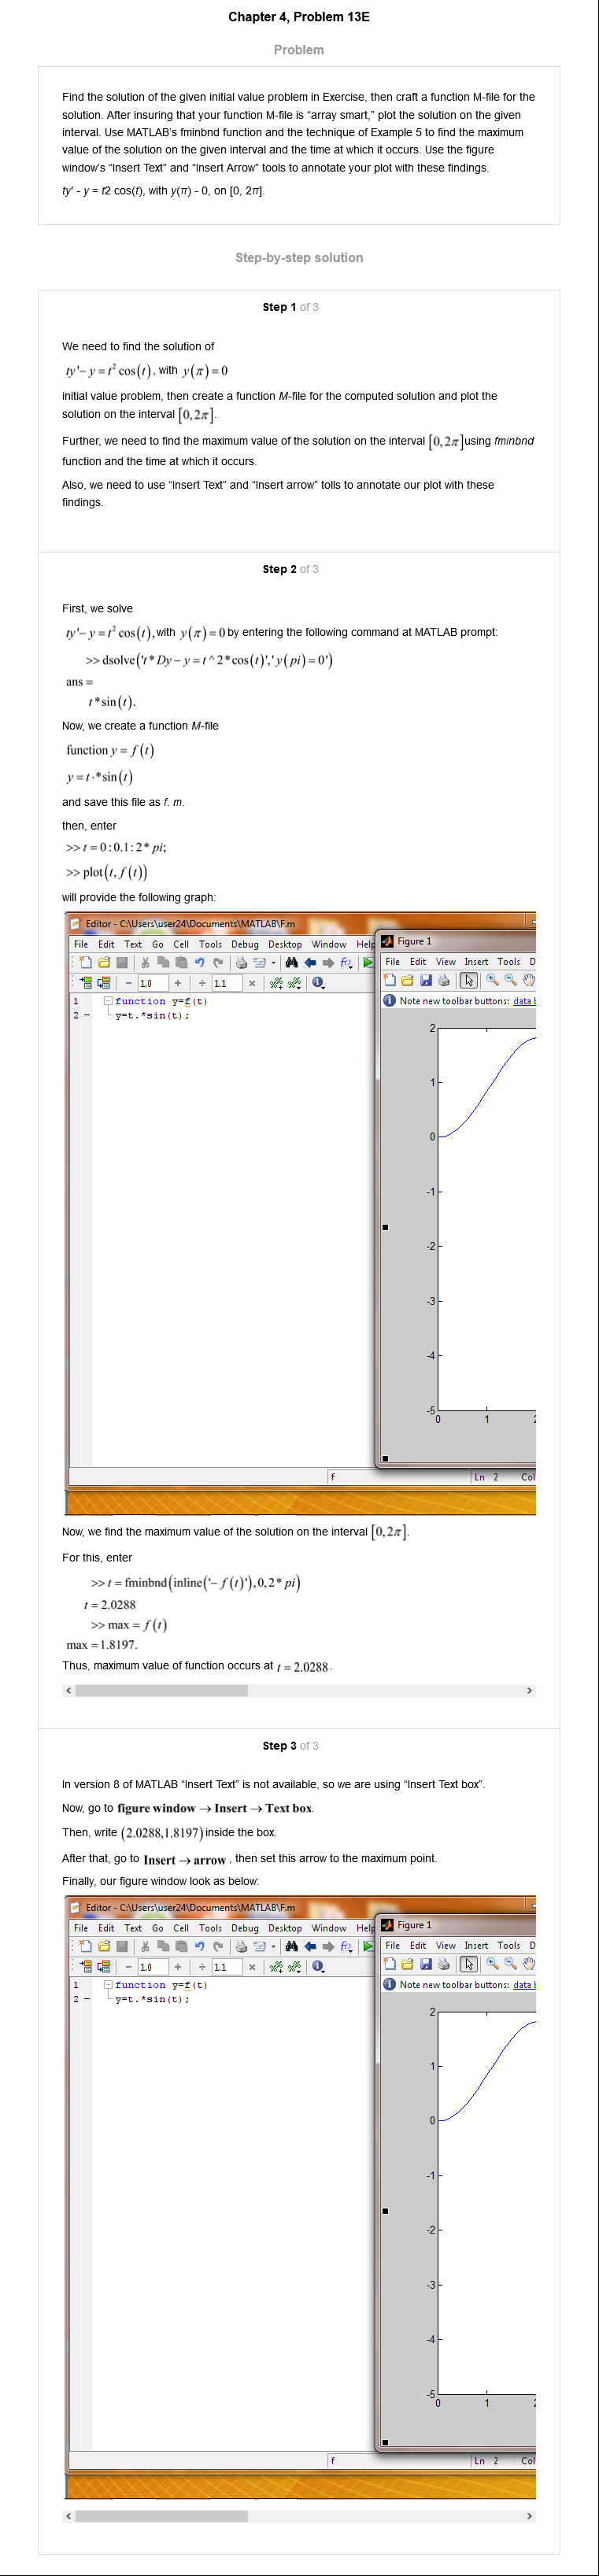 Chapter 4, Problem 13E
Problem
Find the solution of the given initial value problem in Exercise, then craft a function M-file for the
solution. After insuring that your function M-file is “array smart,” plot the solution on the given
interval. Use MATLAB’s fminbnd function and the technique of Example 5 to find the maximum
value of the solution on the given interval and the time at which it occurs. Use the figure
window’s “Insert Text” and “Insert Arrow” tools to annotate your plot with these findings.
ty′ - y = t2 cos(t), with y(π) - 0, on [0, 2π].
Step-by-step solution
Step 1 of 3
We need to find the solution of
ty'– y = t² cos(t), with y(π) = 0
initial value problem, then create a function M-file for the computed solution and plot the
solution on the interval [0, 2π].
Further, we need to find the maximum value of the solution on the interval [0, 2π] using fminbnd
function and the time at which it occurs.
Also, we need to use “Insert Text” and “Insert arrow” tolls to annotate our plot with these
findings.
Step 2 of 3
First, we solve
ty'– y = t² cos(t), with y(π) = 0 by entering the following command at MATLAB prompt:
>> dsolve('t * Dy – y = t ^ 2 * cos(t)',' y(pi) = 0')
ans =
t * sin(t).
Now, we create a function M-file
function y = f(t)
y = t ·* sin(t)
and save this file as f. m.
then, enter
>> t = 0 : 0.1 : 2 * pi;
>> plot(t, f(t))
will provide the following graph:
Editor - C:\Users\user24\Documents\MATLAB\F.m
File Edit Text Go Cell Tools Debug Desktop Window Help
− 1.0 + ÷ 1.1 ×
1 function y=f(t)
2 − y=t.*sin(t);
Figure 1
File Edit View Insert Tools D
Note new toolbar buttons: data b
2
1
0
-1
-2
-3
-4
-5
0 1 2
f Ln 2 Col
Now, we find the maximum value of the solution on the interval [0, 2π].
For this, enter
>> t = fminbnd(inline('– f(t)'), 0, 2 * pi)
t = 2.0288
>> max = f(t)
max = 1.8197.
Thus, maximum value of function occurs at t = 2.0288.
Step 3 of 3
In version 8 of MATLAB “Insert Text” is not available, so we are using “Insert Text box”.
Now, go to figure window → Insert → Text box.
Then, write (2.0288,1.8197) inside the box.
After that, go to Insert → arrow , then set this arrow to the maximum point.
Finally, our figure window look as below:
Editor - C:\Users\user24\Documents\MATLAB\F.m
File Edit Text Go Cell Tools Debug Desktop Window Help
− 1.0 + ÷ 1.1 ×
1 function y=f(t)
2 − y=t.*sin(t);
Figure 1
File Edit View Insert Tools D
Note new toolbar buttons: data b
2
1
0
-1
-2
-3
-4
-5
0 1 2
f Ln 2 Col